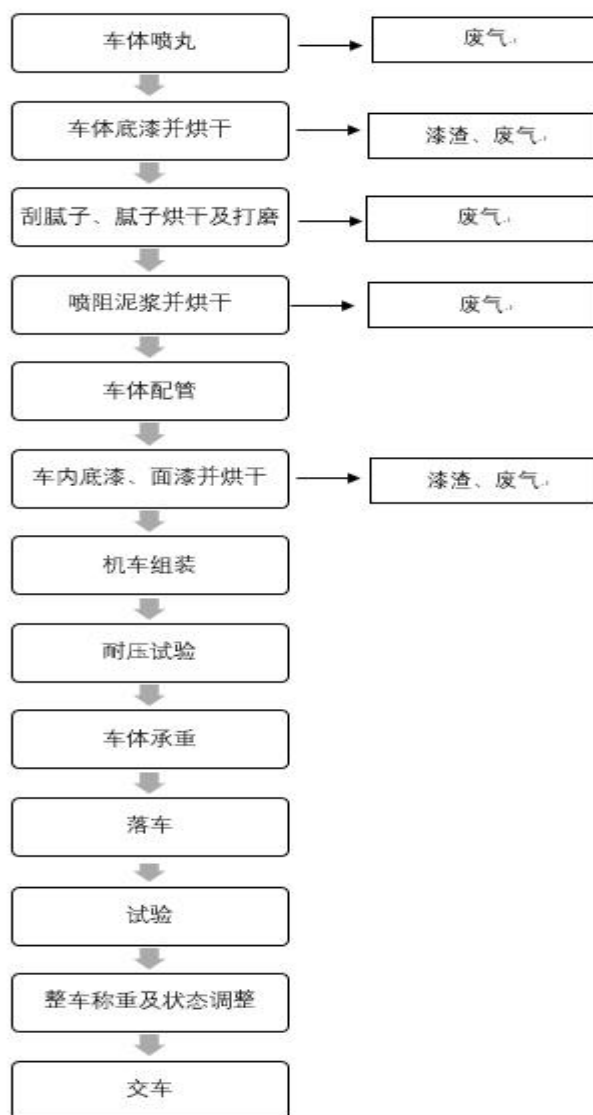 车体喷丸
废气
车体底漆并烘干
漆渣、废气
刮腻子、腻子烘干及打磨
废气
喷阻泥浆并烘干
废气
车体配管
车内底漆、面漆并烘干
漆渣、废气
机车组装
耐压试验
车体承重
落车
试验
整车称重及状态调整
交车